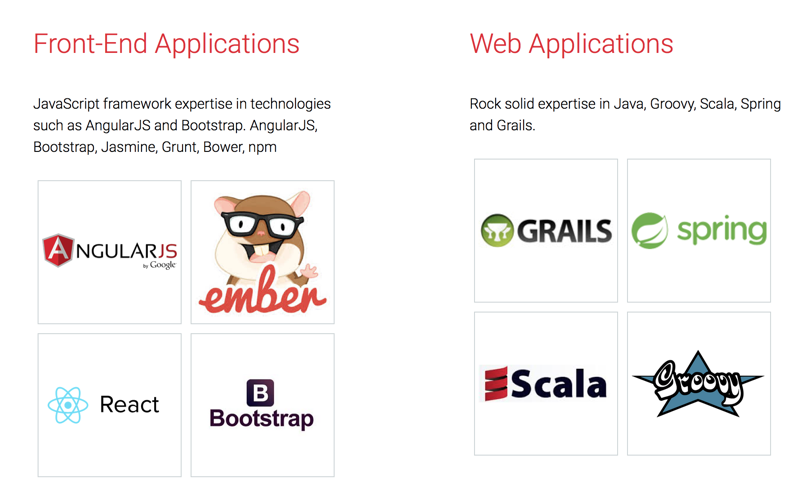 Front-End Applications
JavaScript framework expertise in technologies
such as AngularJS and Bootstrap. AngularJS,
Bootstrap, Jasmine, Grunt, Bower, npm
ANGULARJS
by Google
ember
React
B
Bootstrap
Web Applications
Rock solid expertise in Java, Groovy, Scala, Spring
and Grails.
GRAILS
spring
Scala
Groovy